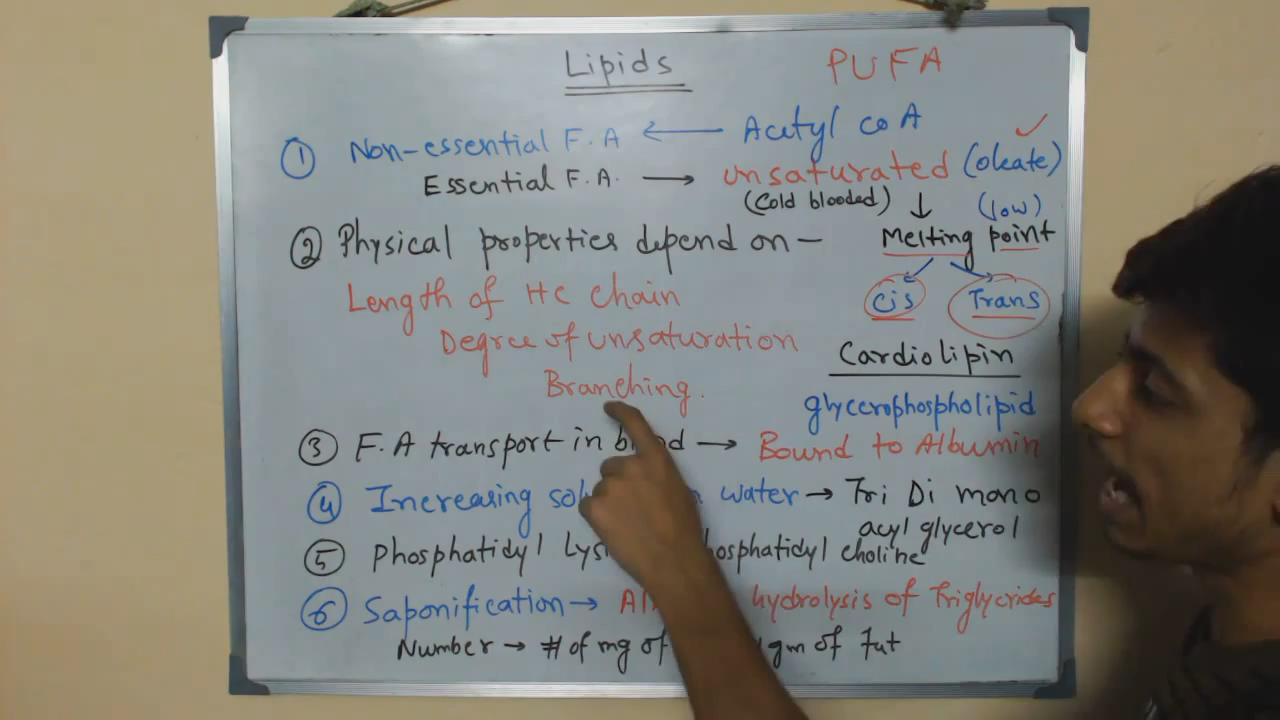 Lipids
PUFA
① Non-essential F.A ← Acetyl coA
Essential F.A. → unsaturated (oleate) ✓
(Cold blooded) ↓ (low)
② Physical properties depend on — Melting point
Length of HC chain
Cis Trans
Degree of unsaturation
Cardiolipin
Branching.
glycerophospholipid
③ F.A transport in → Bound to Albumin
④ Increasing water → Tri Di mono
acyl glycerol
⑤ Phosphatidyl choline
⑥ Saponification → hydrolysis of Triglycerides
Number → # of mg of gm of Fat